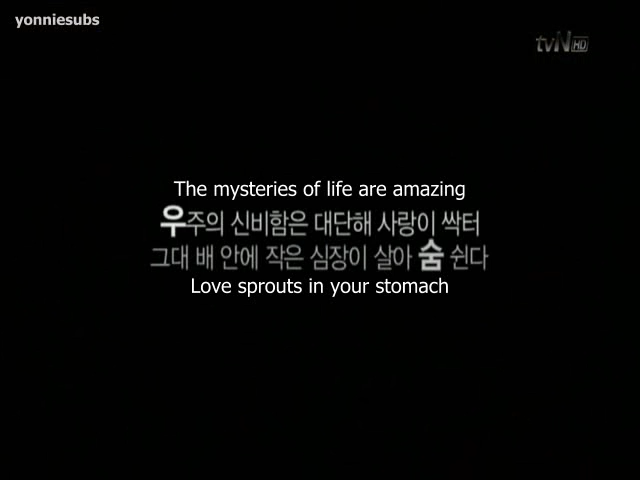 yonniesubs
tvN HD
The mysteries of life are amazing
우주의 신비함은 대단해 사랑이 싹터
그대 배 안에 작은 심장이 살아 숨 쉰다
Love sprouts in your stomach